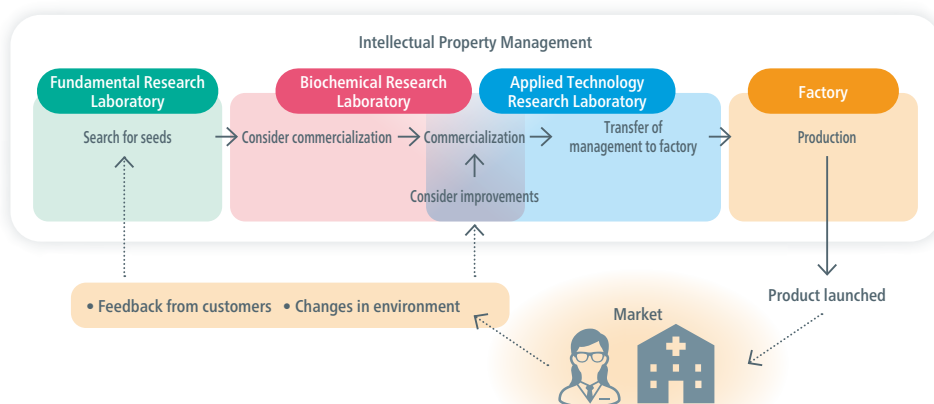 Intellectual Property Management
Fundamental Research
Laboratory
Biochemical Research
Laboratory
Applied Technology
Research Laboratory
Factory
Search for seeds
Consider commercialization
Commercialization
Transfer of
management to factory
Production
Consider improvements
• Feedback from customers • Changes in environment
Product launched
Market